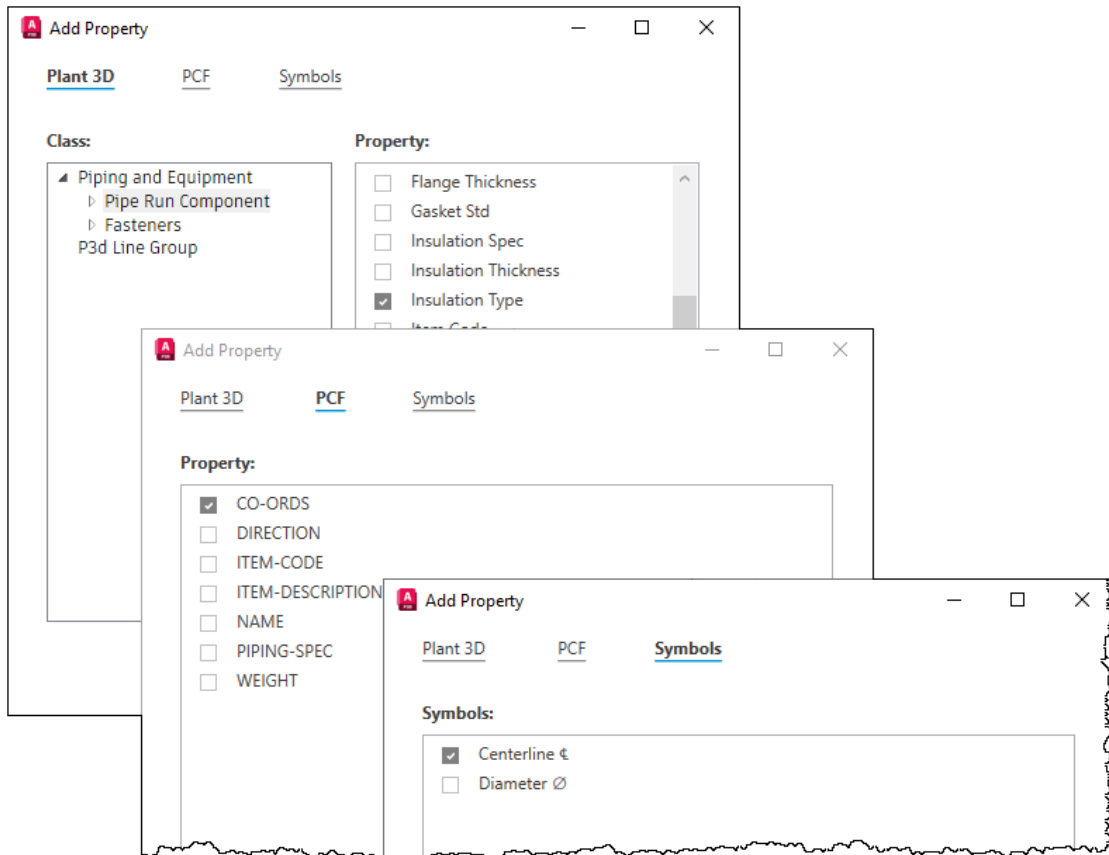 Add Property
Plant 3D PCF Symbols
Class: Property:
Piping and Equipment
Pipe Run Component
Fasteners
P3d Line Group
Flange Thickness
Gasket Std
Insulation Spec
Insulation Thickness
Insulation Type
Add Property
Plant 3D PCF Symbols
Property:
CO-ORDS
DIRECTION
ITEM-CODE
ITEM-DESCRIPTION
NAME
PIPING-SPEC
WEIGHT
Add Property
Plant 3D PCF Symbols
Symbols:
Centerline ℄
Diameter ∅